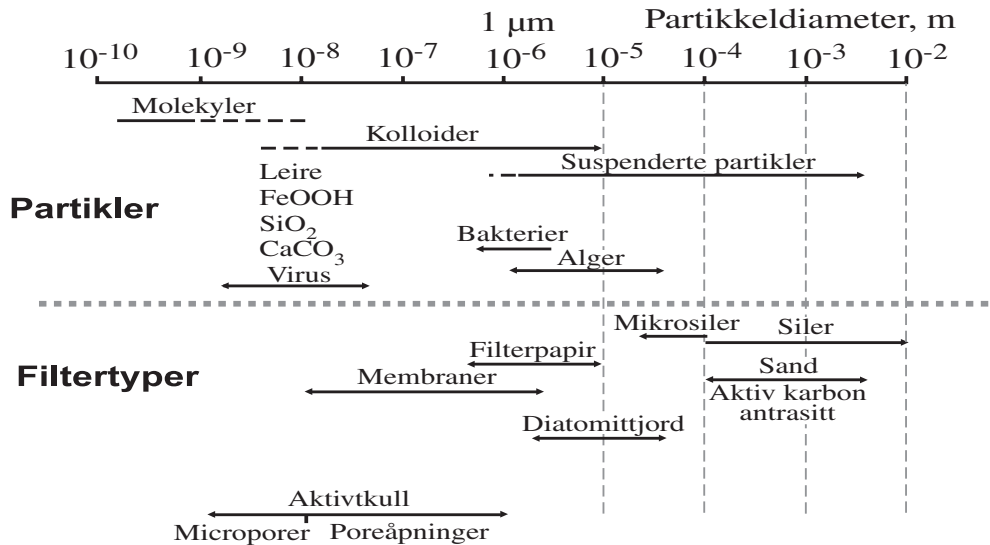 1 μm Partikkeldiameter, m
10⁻¹⁰ 10⁻⁹ 10⁻⁸ 10⁻⁷ 10⁻⁶ 10⁻⁵ 10⁻⁴ 10⁻³ 10⁻²
Molekyler
Kolloider
Suspenderte partikler
Leire
Partikler
FeOOH
SiO₂
Bakterier
CaCO₃
Alger
Virus
Mikrosiler
Siler
Filterpapir
Filtertyper
Membraner
Sand
Aktiv karbon
antrasitt
Diatomittjord
Aktivtkull
Microporer Poreåpninger